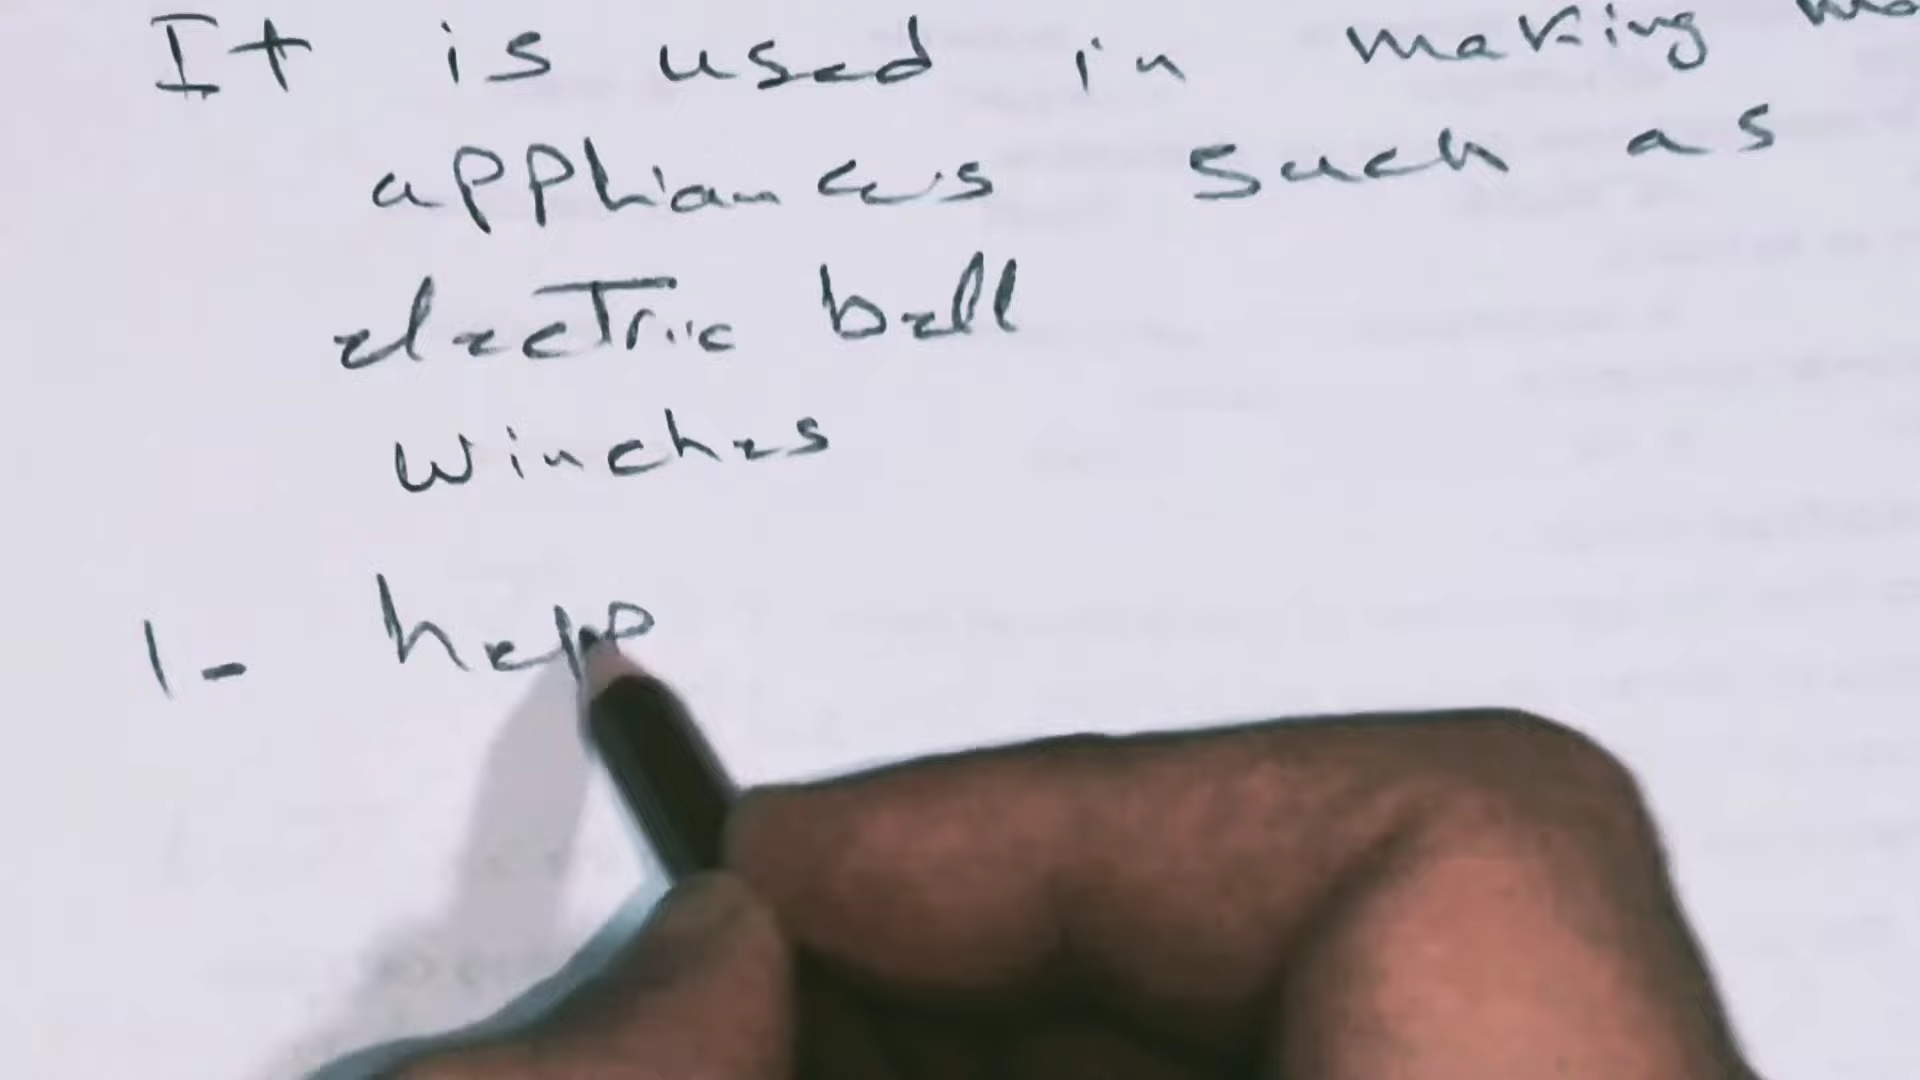 It is used in making
appliances such as
electric bell
winches
1- help